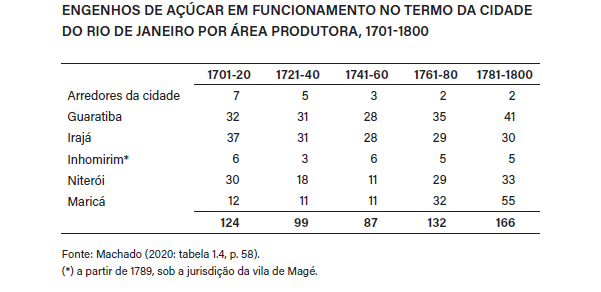 ENGENHOS DE AÇÚCAR EM FUNCIONAMENTO NO TERMO DA CIDADE
DO RIO DE JANEIRO POR ÁREA PRODUTORA, 1701-1800
1701-20 1721-40 1741-60 1761-80 1781-1800
Arredores da cidade 7 5 3 2 2
Guaratiba 32 31 28 35 41
Irajá 37 31 28 29 30
Inhomirim* 6 3 6 5 5
Niterói 30 18 11 29 33
Maricá 12 11 11 32 55
124 99 87 132 166
Fonte: Machado (2020: tabela 1.4, p. 58).
(*) a partir de 1789, sob a jurisdição da vila de Magé.